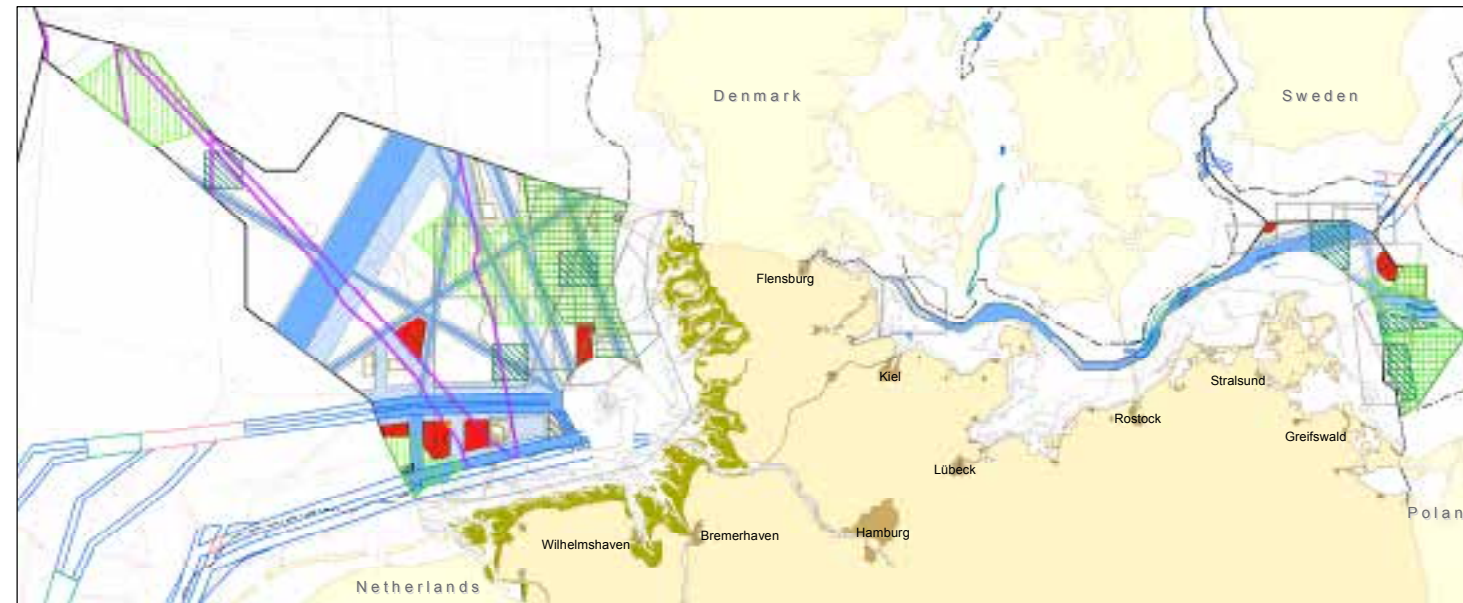 Denmark
Sweden
Flensburg
Kiel
Stralsund
Rostock
Greifswald
Lübeck
Polan
Hamburg
Bremerhaven
Wilhelmshaven
Netherlands